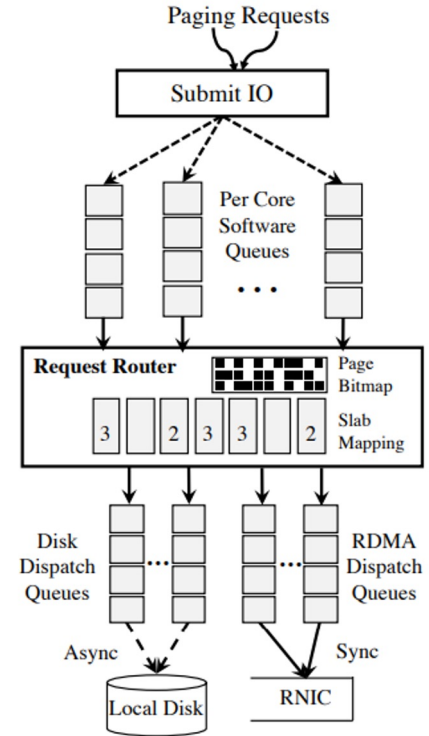 Paging Requests
Submit IO
Per Core
Software
Queues
...
Request Router
Page
Bitmap
3 2 3 3 2
Slab
Mapping
Disk
Dispatch
Queues
...
...
RDMA
Dispatch
Queues
Async
Sync
Local Disk
RNIC